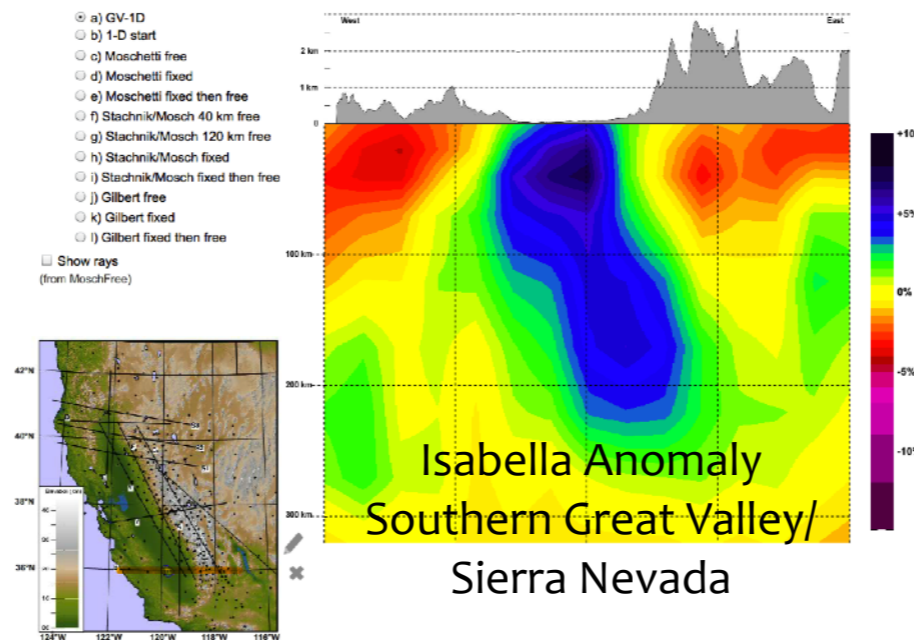 a) GV-1D
b) 1-D start
c) Moschetti free
d) Moschetti fixed
e) Moschetti fixed then free
f) Stachnik/Mosch 40 km free
g) Stachnik/Mosch 120 km free
h) Stachnik/Mosch fixed
i) Stachnik/Mosch fixed then free
j) Gilbert free
k) Gilbert fixed
l) Gilbert fixed then free
Show rays
(from MoschFree)
West
East
2 km
1 km
0
100 km
200 km
300 km
+10%
+5%
0%
-5%
-10%
Isabella Anomaly
Southern Great Valley/
Sierra Nevada
42°N
40°N
38°N
36°N
124°W
122°W
120°W
118°W
116°W